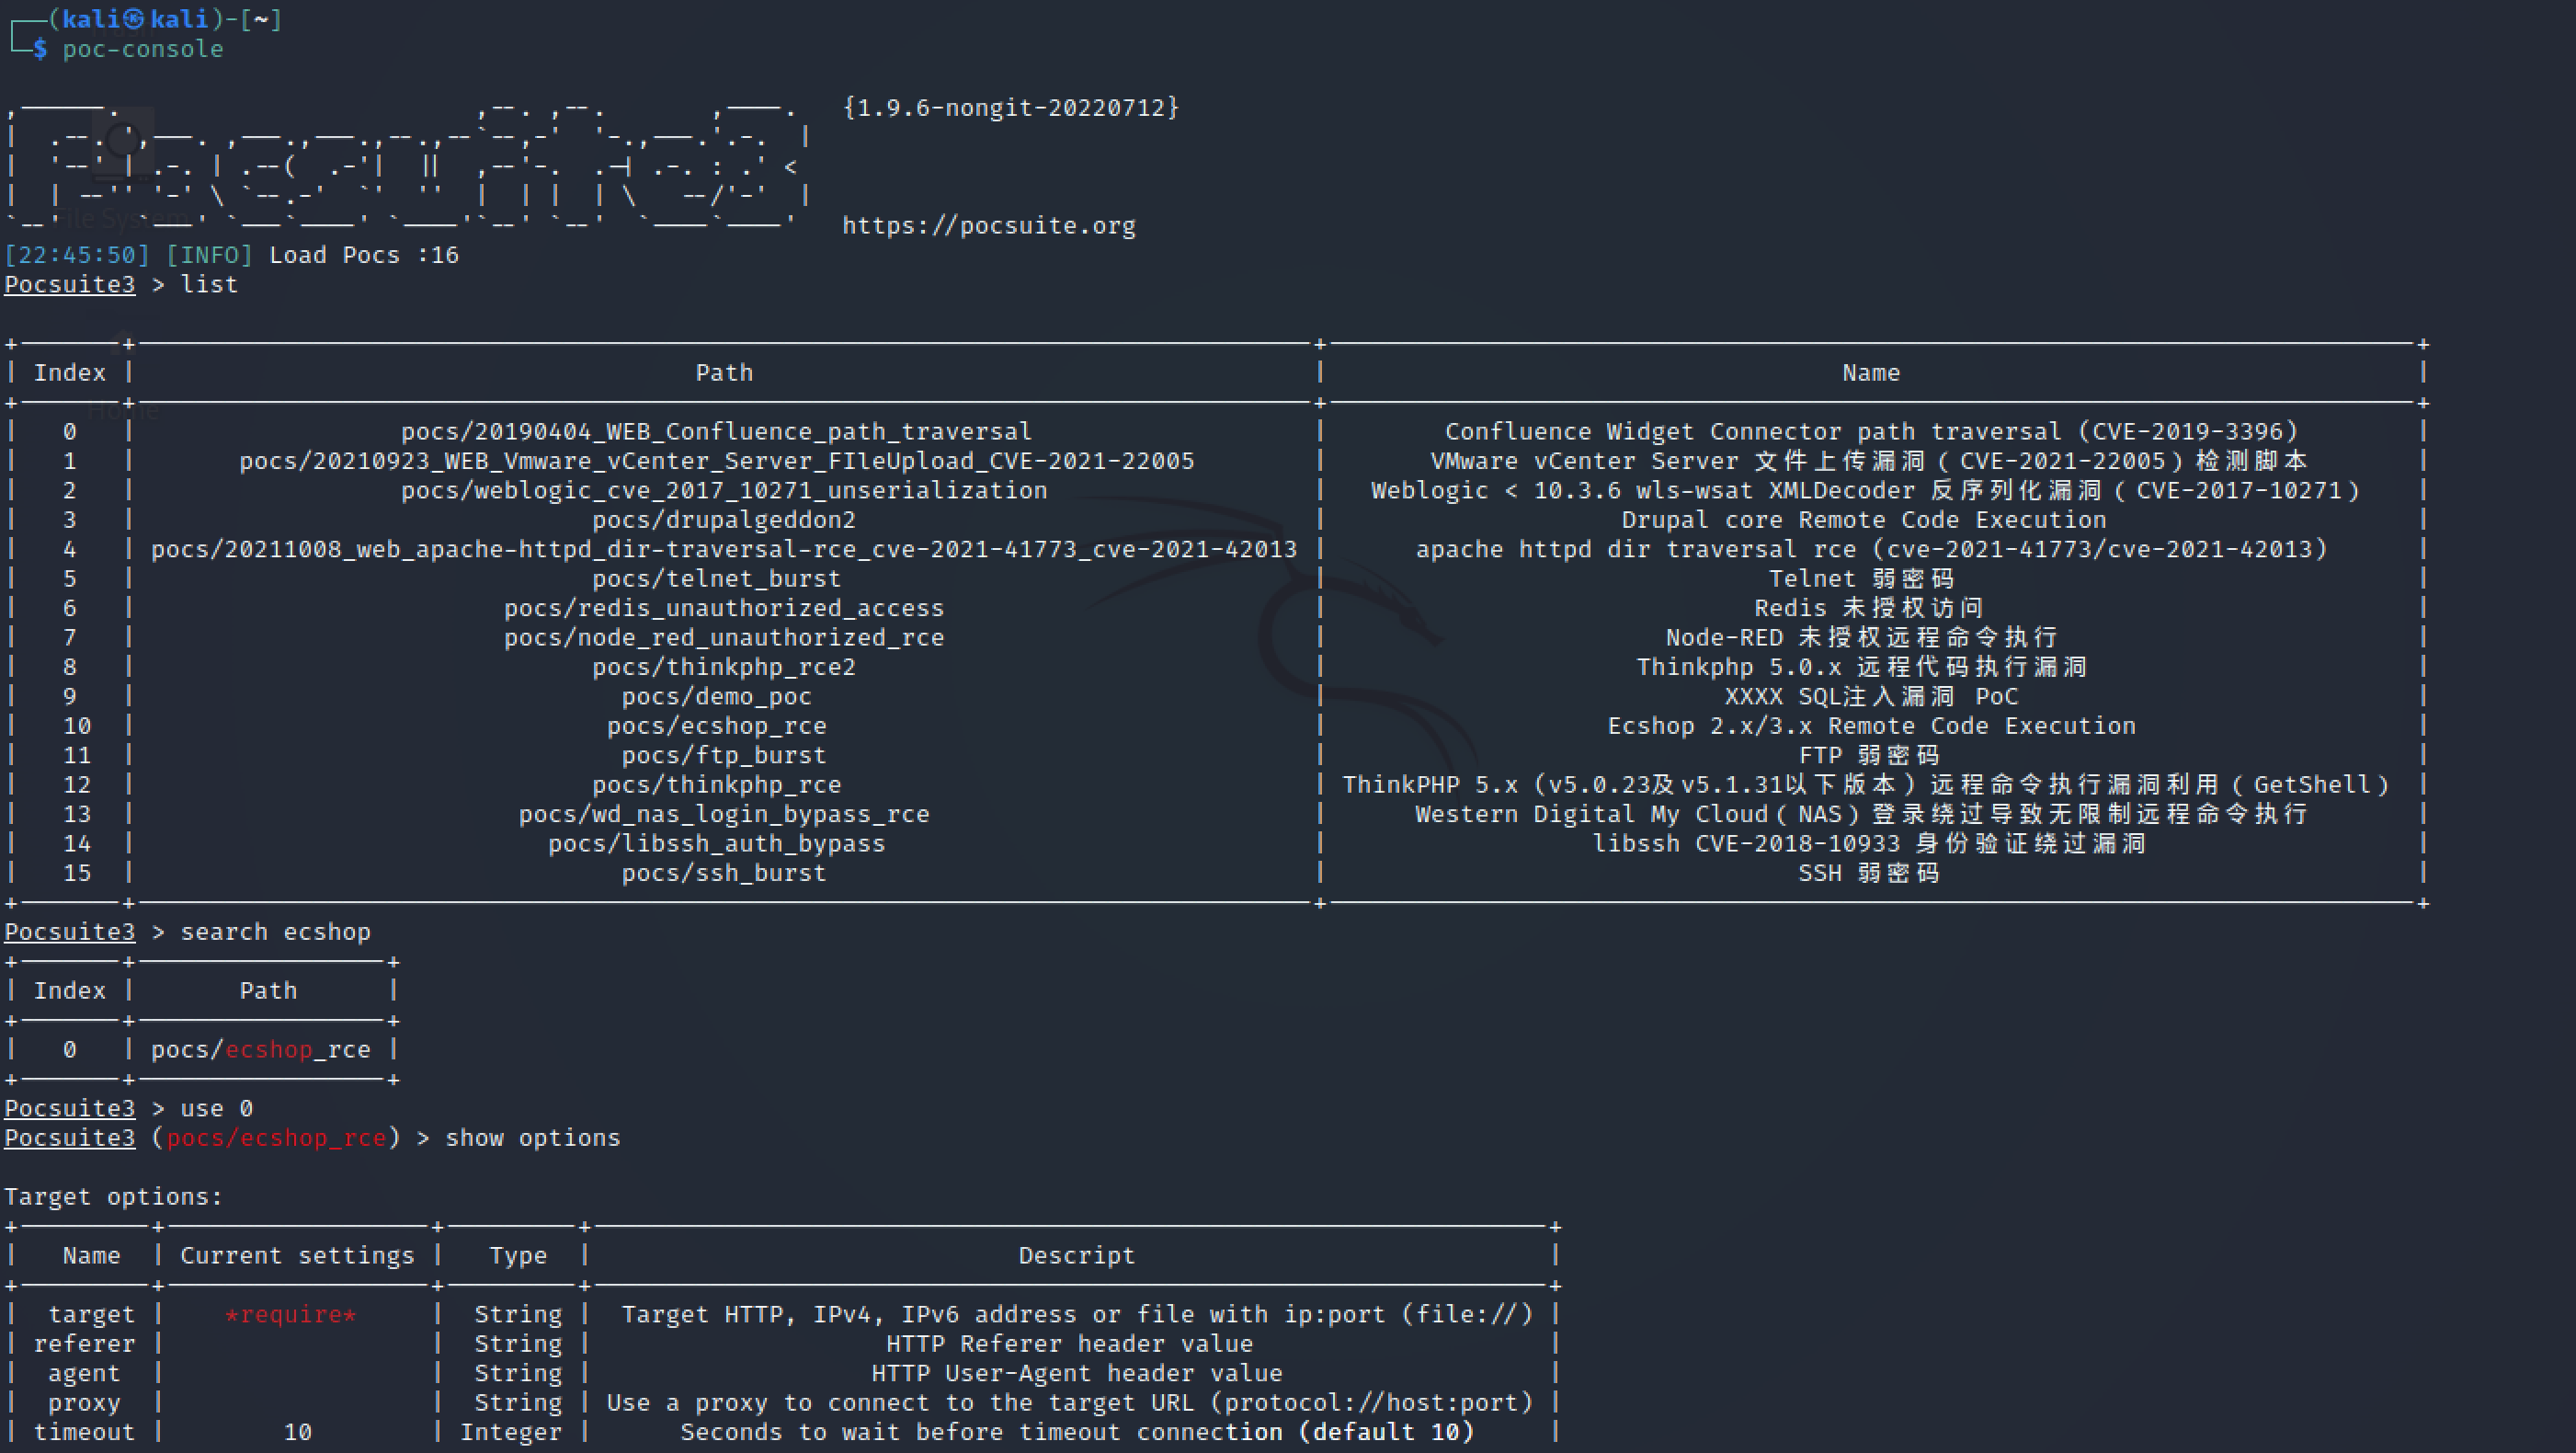 (kali㉿kali)-[~]
$ poc-console
{1.9.6-nongit-20220712}
https://pocsuite.org
[22:45:50] [INFO] Load Pocs :16
Pocsuite3 > list
| Index | Path | Name |
| 0 | pocs/20190404_WEB_Confluence_path_traversal | Confluence Widget Connector path traversal (CVE-2019-3396) |
| 1 | pocs/20210923_WEB_Vmware_vCenter_Server_FIleUpload_CVE-2021-22005 | VMware vCenter Server 文件上传漏洞（CVE-2021-22005）检测脚本 |
| 2 | pocs/weblogic_cve_2017_10271_unserialization | Weblogic < 10.3.6 wls-wsat XMLDecoder 反序列化漏洞（CVE-2017-10271） |
| 3 | pocs/drupalgeddon2 | Drupal core Remote Code Execution |
| 4 | pocs/20211008_web_apache-httpd_dir-traversal-rce_cve-2021-41773_cve-2021-42013 | apache httpd dir traversal rce (cve-2021-41773/cve-2021-42013) |
| 5 | pocs/telnet_burst | Telnet 弱密码 |
| 6 | pocs/redis_unauthorized_access | Redis 未授权访问 |
| 7 | pocs/node_red_unauthorized_rce | Node-RED 未授权远程命令执行 |
| 8 | pocs/thinkphp_rce2 | Thinkphp 5.0.x 远程代码执行漏洞 |
| 9 | pocs/demo_poc | XXXX SQL注入漏洞 PoC |
| 10 | pocs/ecshop_rce | Ecshop 2.x/3.x Remote Code Execution |
| 11 | pocs/ftp_burst | FTP 弱密码 |
| 12 | pocs/thinkphp_rce | ThinkPHP 5.x (v5.0.23及v5.1.31以下版本）远程命令执行漏洞利用（GetShell） |
| 13 | pocs/wd_nas_login_bypass_rce | Western Digital My Cloud（NAS）登录绕过导致无限制远程命令执行 |
| 14 | pocs/libssh_auth_bypass | libssh CVE-2018-10933 身份验证绕过漏洞 |
| 15 | pocs/ssh_burst | SSH 弱密码 |
Pocsuite3 > search ecshop
| Index | Path |
| 0 | pocs/ecshop_rce |
Pocsuite3 > use 0
Pocsuite3 (pocs/ecshop_rce) > show options
Target options:
| Name | Current settings | Type | Descript |
| target | *require* | String | Target HTTP, IPv4, IPv6 address or file with ip:port (file://) |
| referer | | String | HTTP Referer header value |
| agent | | String | HTTP User-Agent header value |
| proxy | | String | Use a proxy to connect to the target URL (protocol://host:port) |
| timeout | 10 | Integer | Seconds to wait before timeout connection (default 10) |